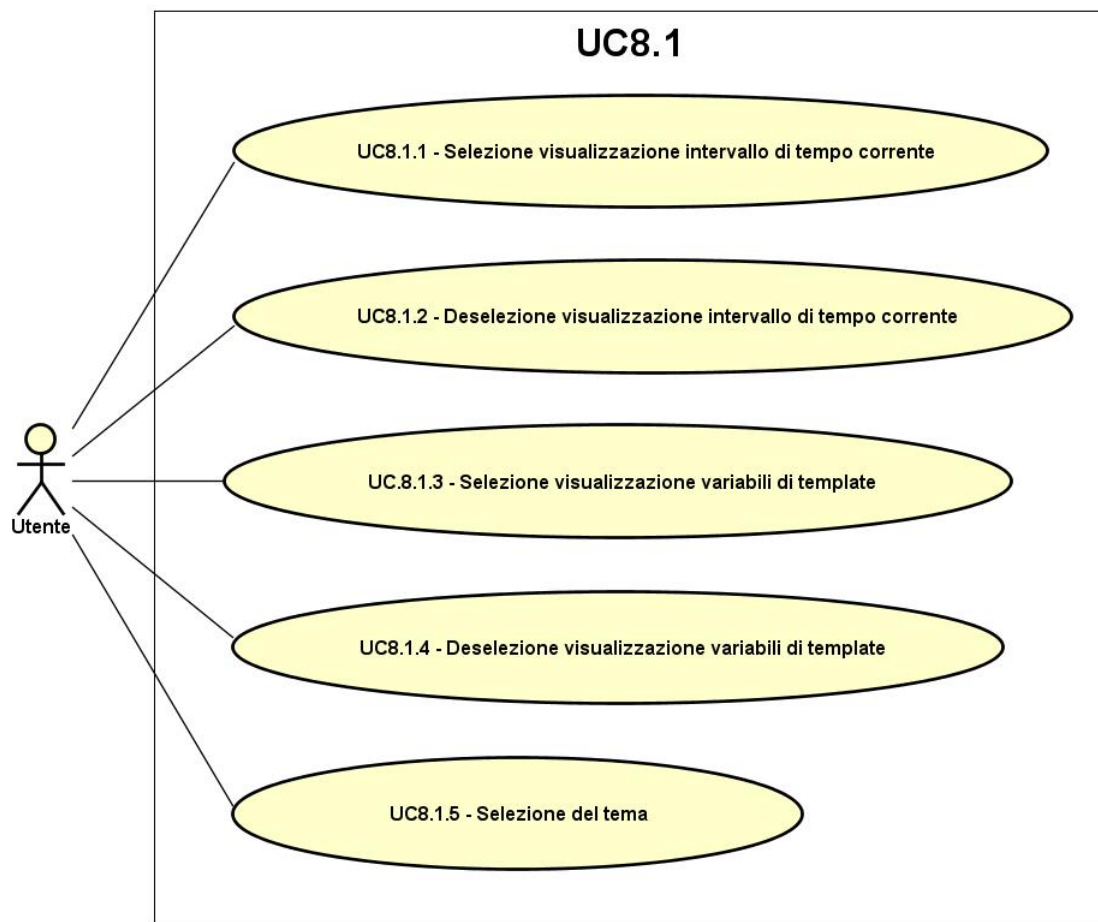 UC8.1
UC8.1.1 - Selezione visualizzazione intervallo di tempo corrente
UC8.1.2 - Deselezione visualizzazione intervallo di tempo corrente
UC.8.1.3 - Selezione visualizzazione variabili di template
Utente
UC8.1.4 - Deselezione visualizzazione variabili di template
UC8.1.5 - Selezione del tema